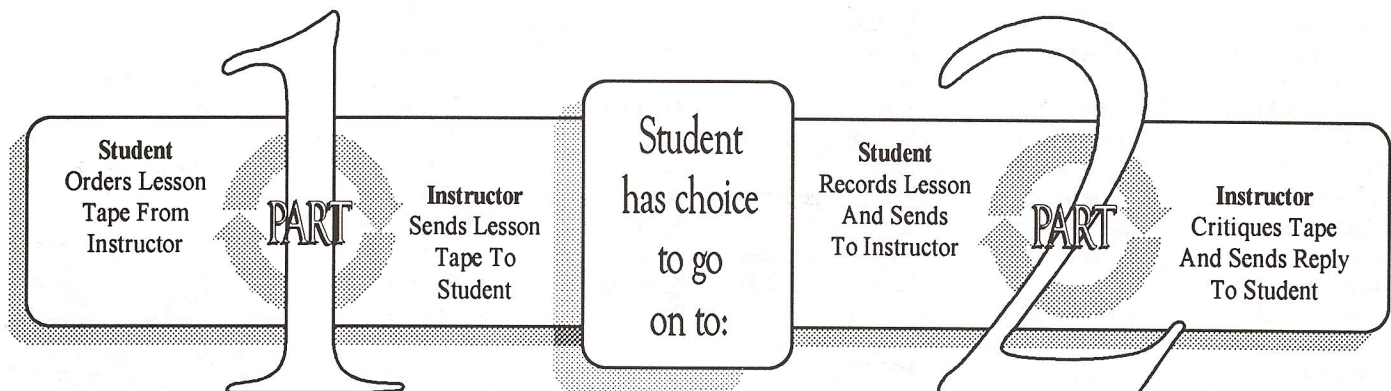 1
PART
Student
Orders Lesson
Tape From
Instructor
Instructor
Sends Lesson
Tape To
Student
Student
has choice
to go
on to:
2
PART
Student
Records Lesson
And Sends
To Instructor
Instructor
Critiques Tape
And Sends Reply
To Student